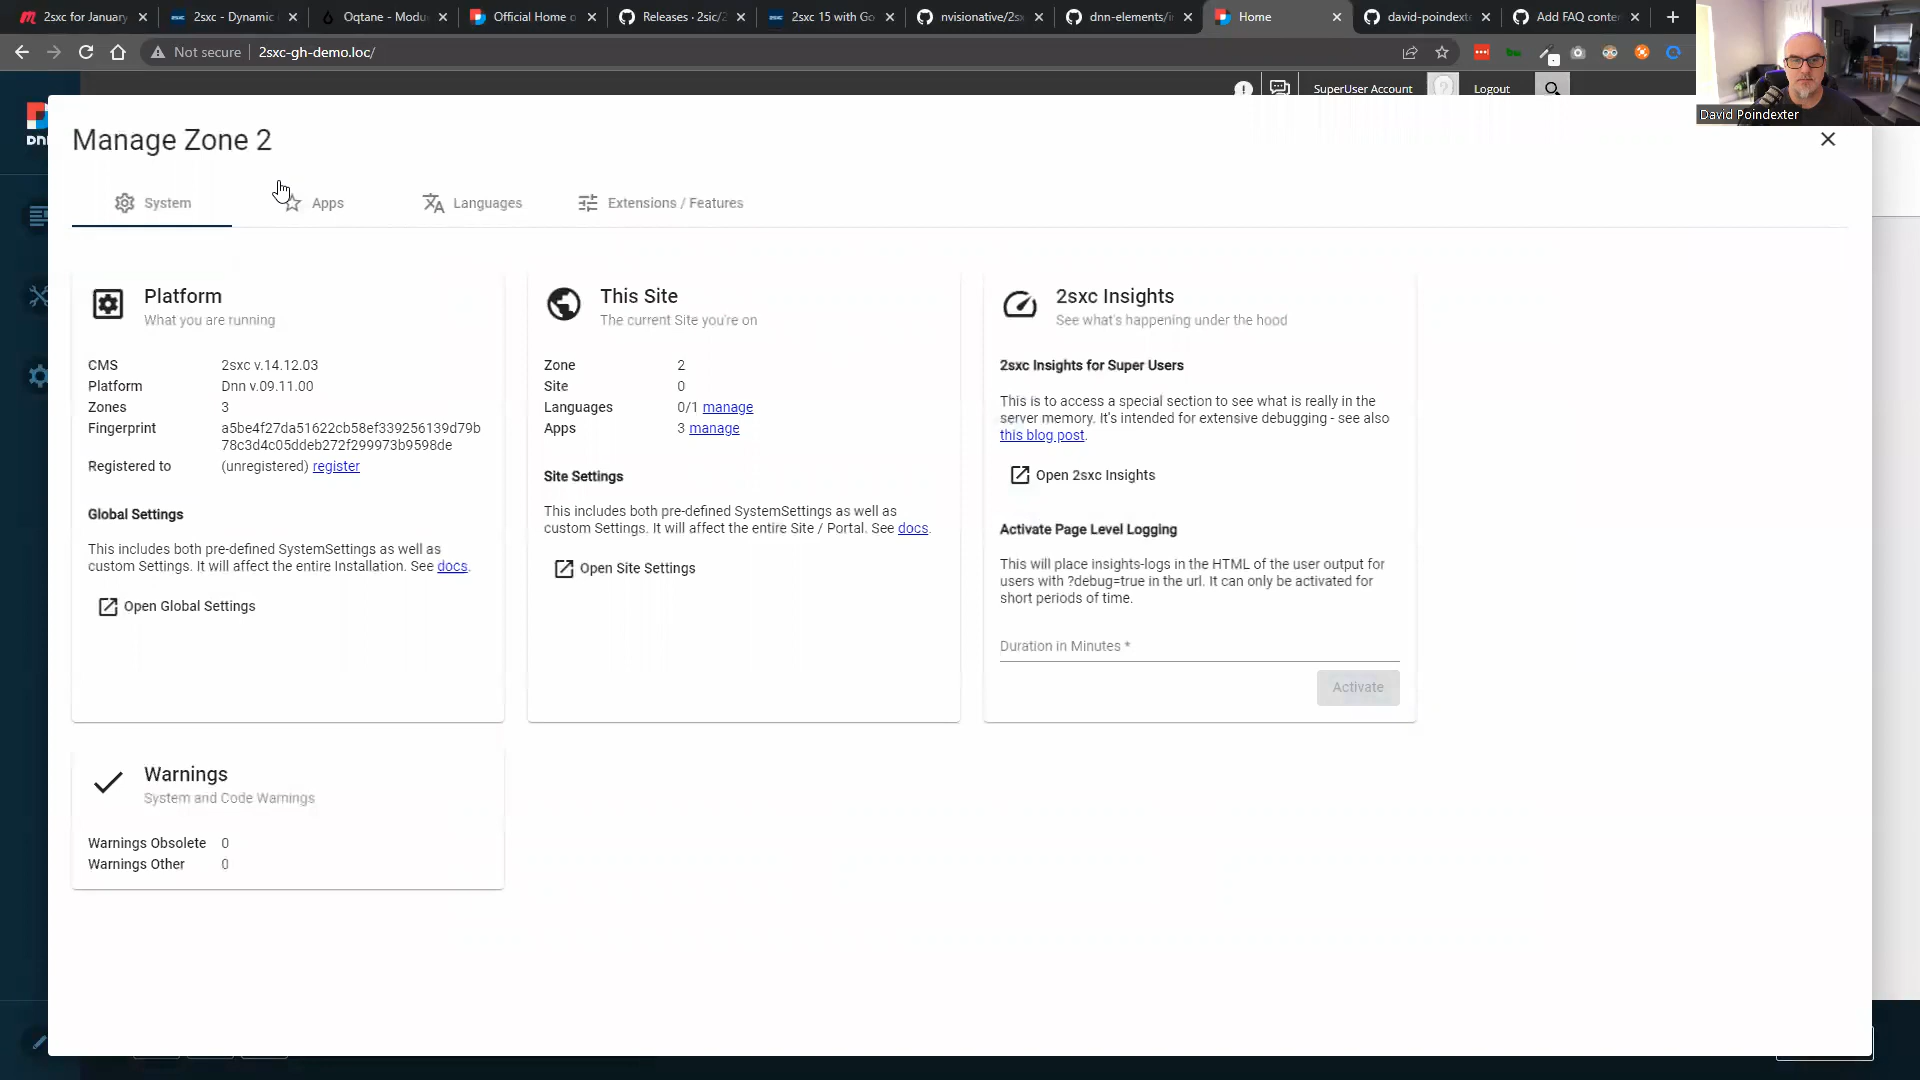 2sxc for January
2sxc - Dynamic
Oqtane - Modu
Official Home o
Releases · 2sic/2
2sxc 15 with Go
nvisionative/2sx
dnn-elements/i
Home
david-poindexte
Add FAQ conte
Not secure
2sxc-gh-demo.loc/
SuperUser Account
Logout
David Poindexter
Manage Zone 2
System
Apps
Languages
Extensions / Features
Platform
What you are running
CMS 2sxc v.14.12.03
Platform Dnn v.09.11.00
Zones 3
Fingerprint a5be4f27da51622cb58ef339256139d79b
78c3d4c05ddeb272f299973b9598de
Registered to (unregistered) register
Global Settings
This includes both pre-defined SystemSettings as well as
custom Settings. It will affect the entire Installation. See docs.
Open Global Settings
This Site
The current Site you're on
Zone 2
Site 0
Languages 0/1 manage
Apps 3 manage
Site Settings
This includes both pre-defined SystemSettings as well as
custom Settings. It will affect the entire Site / Portal. See docs.
Open Site Settings
2sxc Insights
See what's happening under the hood
2sxc Insights for Super Users
This is to access a special section to see what is really in the
server memory. It's intended for extensive debugging - see also
this blog post.
Open 2sxc Insights
Activate Page Level Logging
This will place insights-logs in the HTML of the user output for
users with ?debug=true in the url. It can only be activated for
short periods of time.
Duration in Minutes *
Activate
Warnings
System and Code Warnings
Warnings Obsolete 0
Warnings Other 0